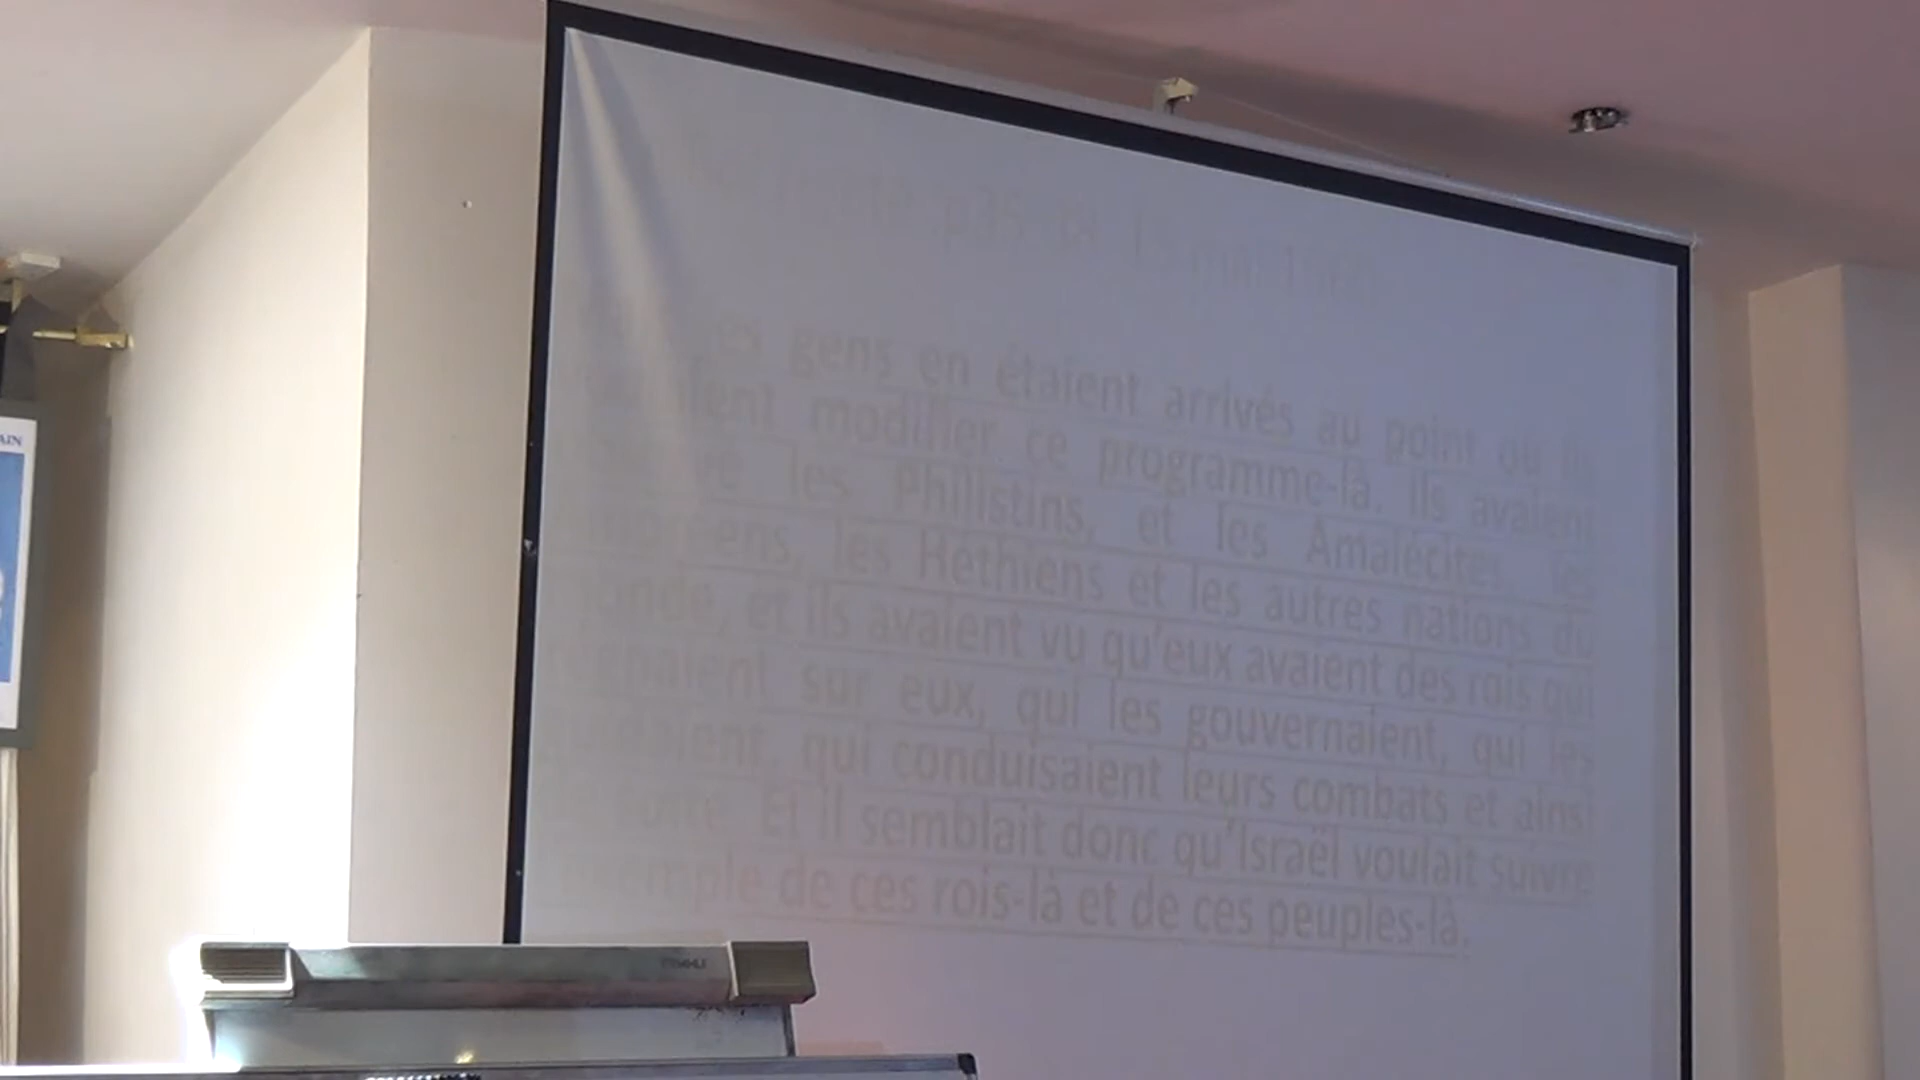 p35
gens en étaient arrivés au point où ils
modifier ce programme-là. Ils avaient
les Philistins, et les Amalécites, les
les Hethiens et les autres nations du
et ils avaient vu qu'eux avaient des rois qui
sur eux, qui les gouvernaient, qui les
qui conduisaient leurs combats et ainsi
Et il semblait donc qu'Israël voulait suivre
de ces rois-là et de ces peuples-là.